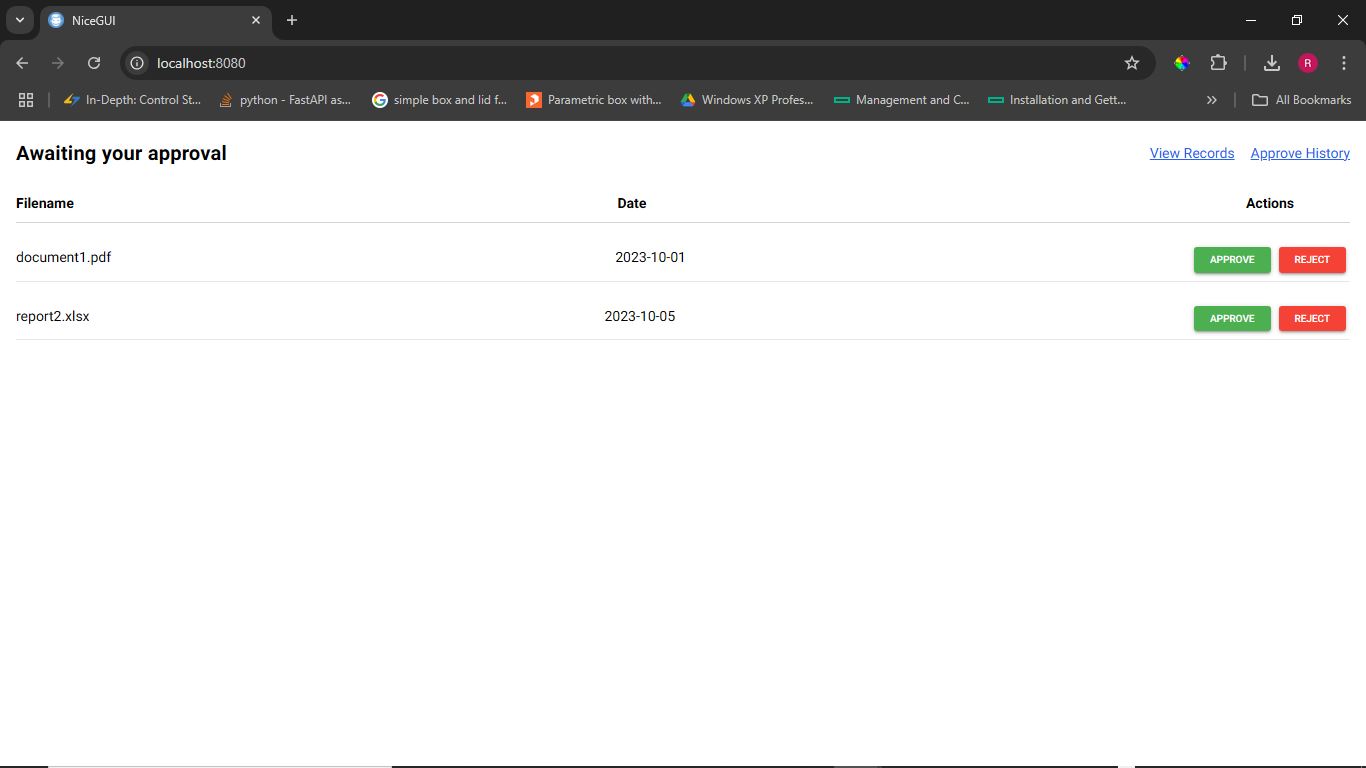 NiceGUI
localhost:8080
R
In-Depth: Control St... python - FastAPI as... simple box and lid f... Parametric box with... Windows XP Profes... Management and C... Installation and Gett... » All Bookmarks
Awaiting your approval View Records Approve History
Filename Date Actions
document1.pdf 2023-10-01 APPROVE REJECT
report2.xlsx 2023-10-05 APPROVE REJECT